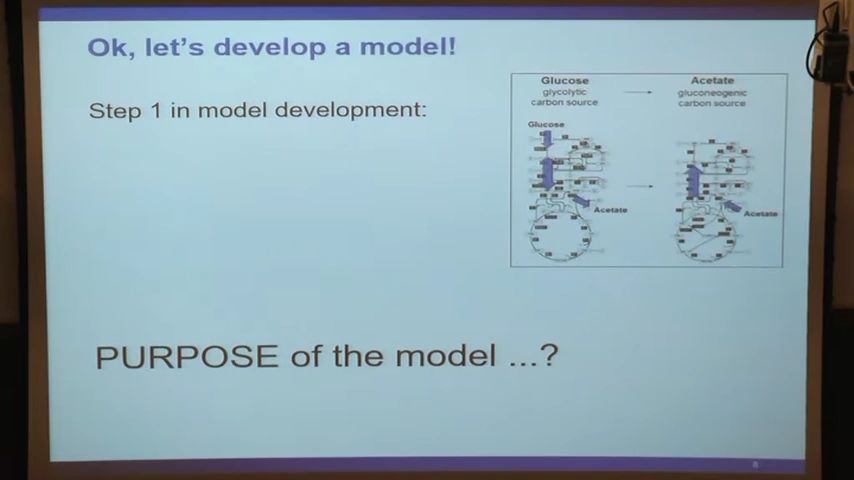 Ok, let's develop a model!
Step 1 in model development:
Glucose
glycolytic
carbon source
Acetate
gluconeogenic
carbon source
Glucose
Acetate
Acetate
PURPOSE of the model ...?
8